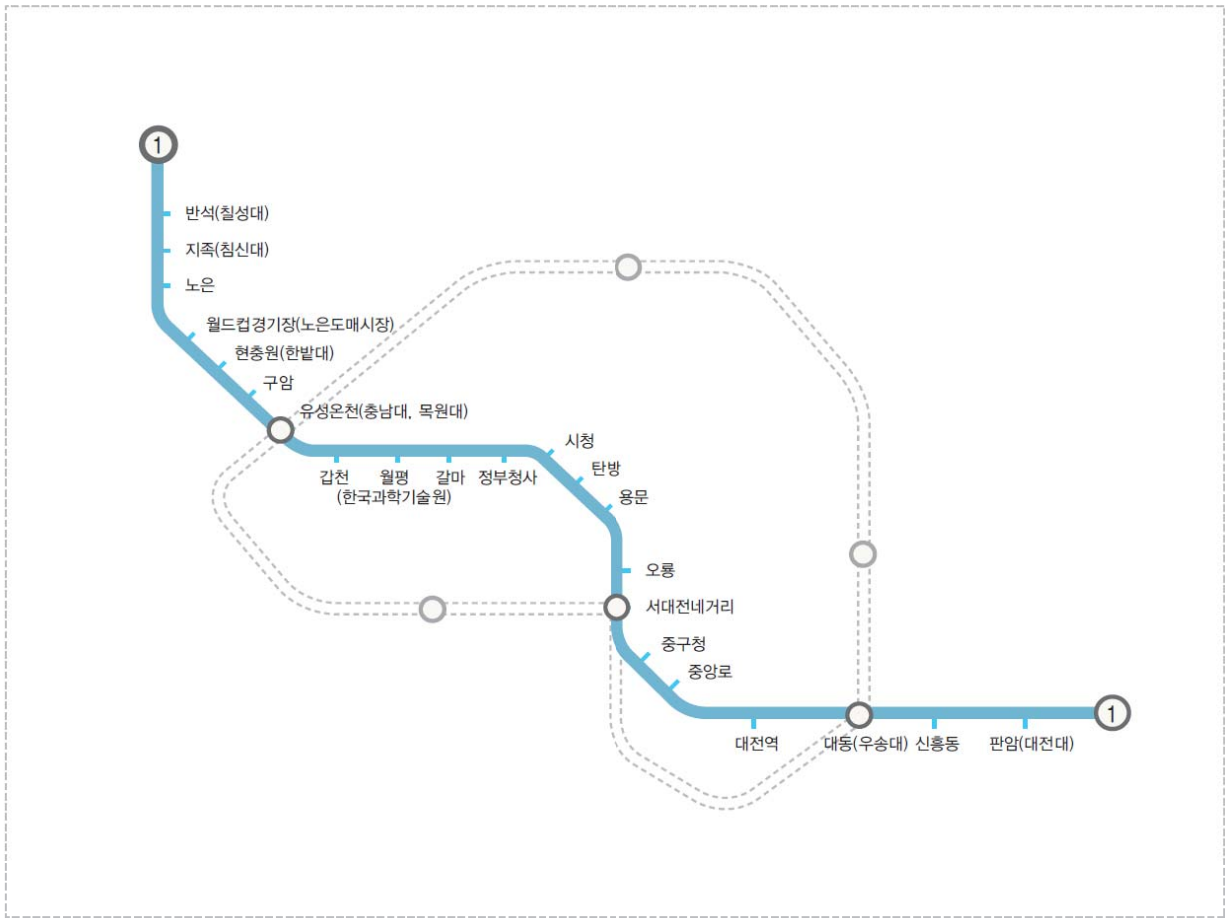 1
반석(칠성대)
지족(침신대)
노은
월드컵경기장(노은도매시장)
현충원(한밭대)
구암
유성온천(충남대, 목원대)
갑천
월평
(한국과학기술원)
갈마
정부청사
시청
탄방
용문
오룡
서대전네거리
중구청
중앙로
대전역
대동(우송대)
신흥동
판암(대전대)
1